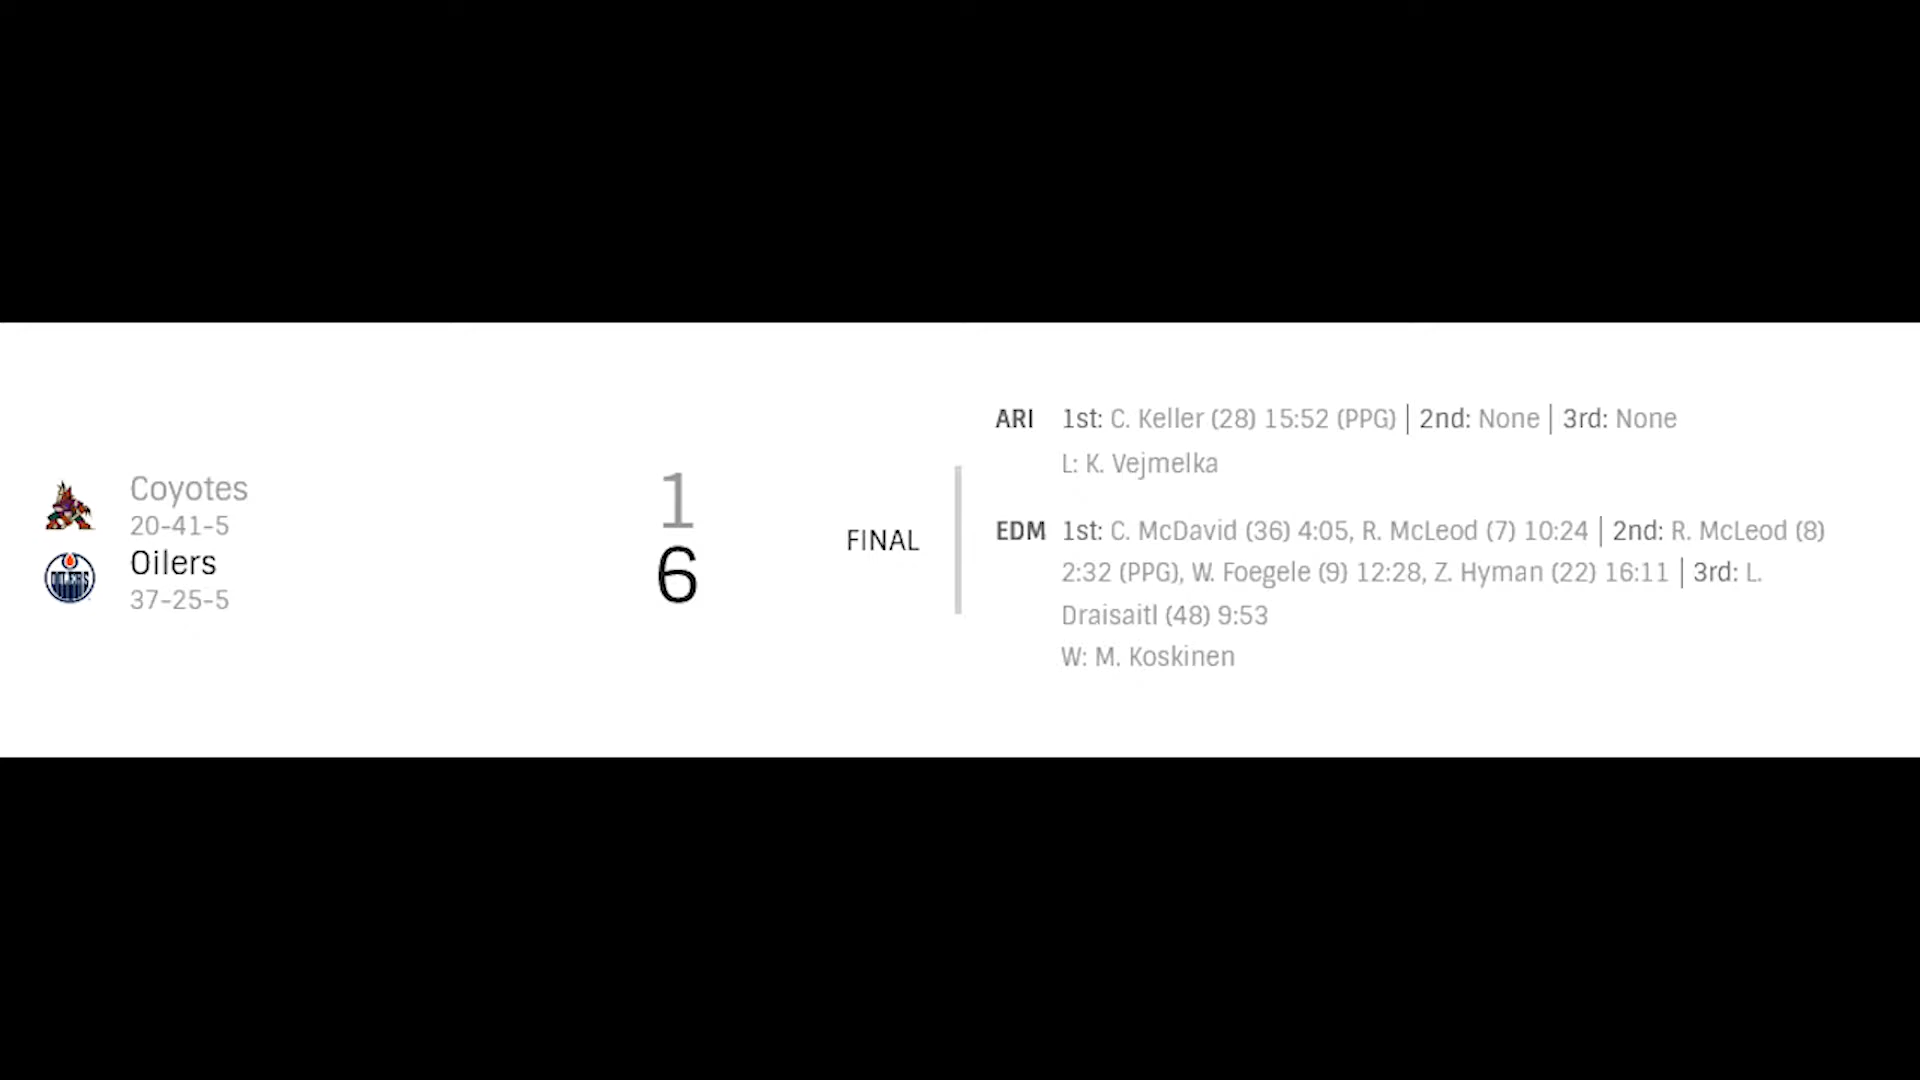 Coyotes
20-41-5
1
OILERS
Oilers
37-25-5
6
FINAL
ARI 1st: C. Keller (28) 15:52 (PPG) | 2nd: None | 3rd: None
L: K. Vejmelka
EDM 1st: C. McDavid (36) 4:05, R. McLeod (7) 10:24 | 2nd: R. McLeod (8)
2:32 (PPG), W. Foegele (9) 12:28, Z. Hyman (22) 16:11 | 3rd: L.
Draisaitl (48) 9:53
W: M. Koskinen